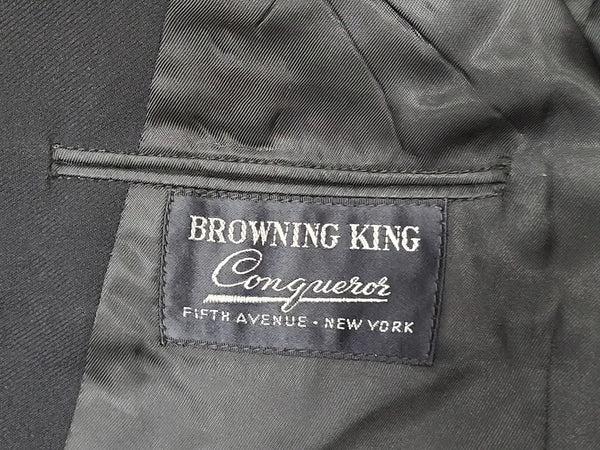 BROWNING KING
Conqueror
FIFTH AVENUE - NEW YORK